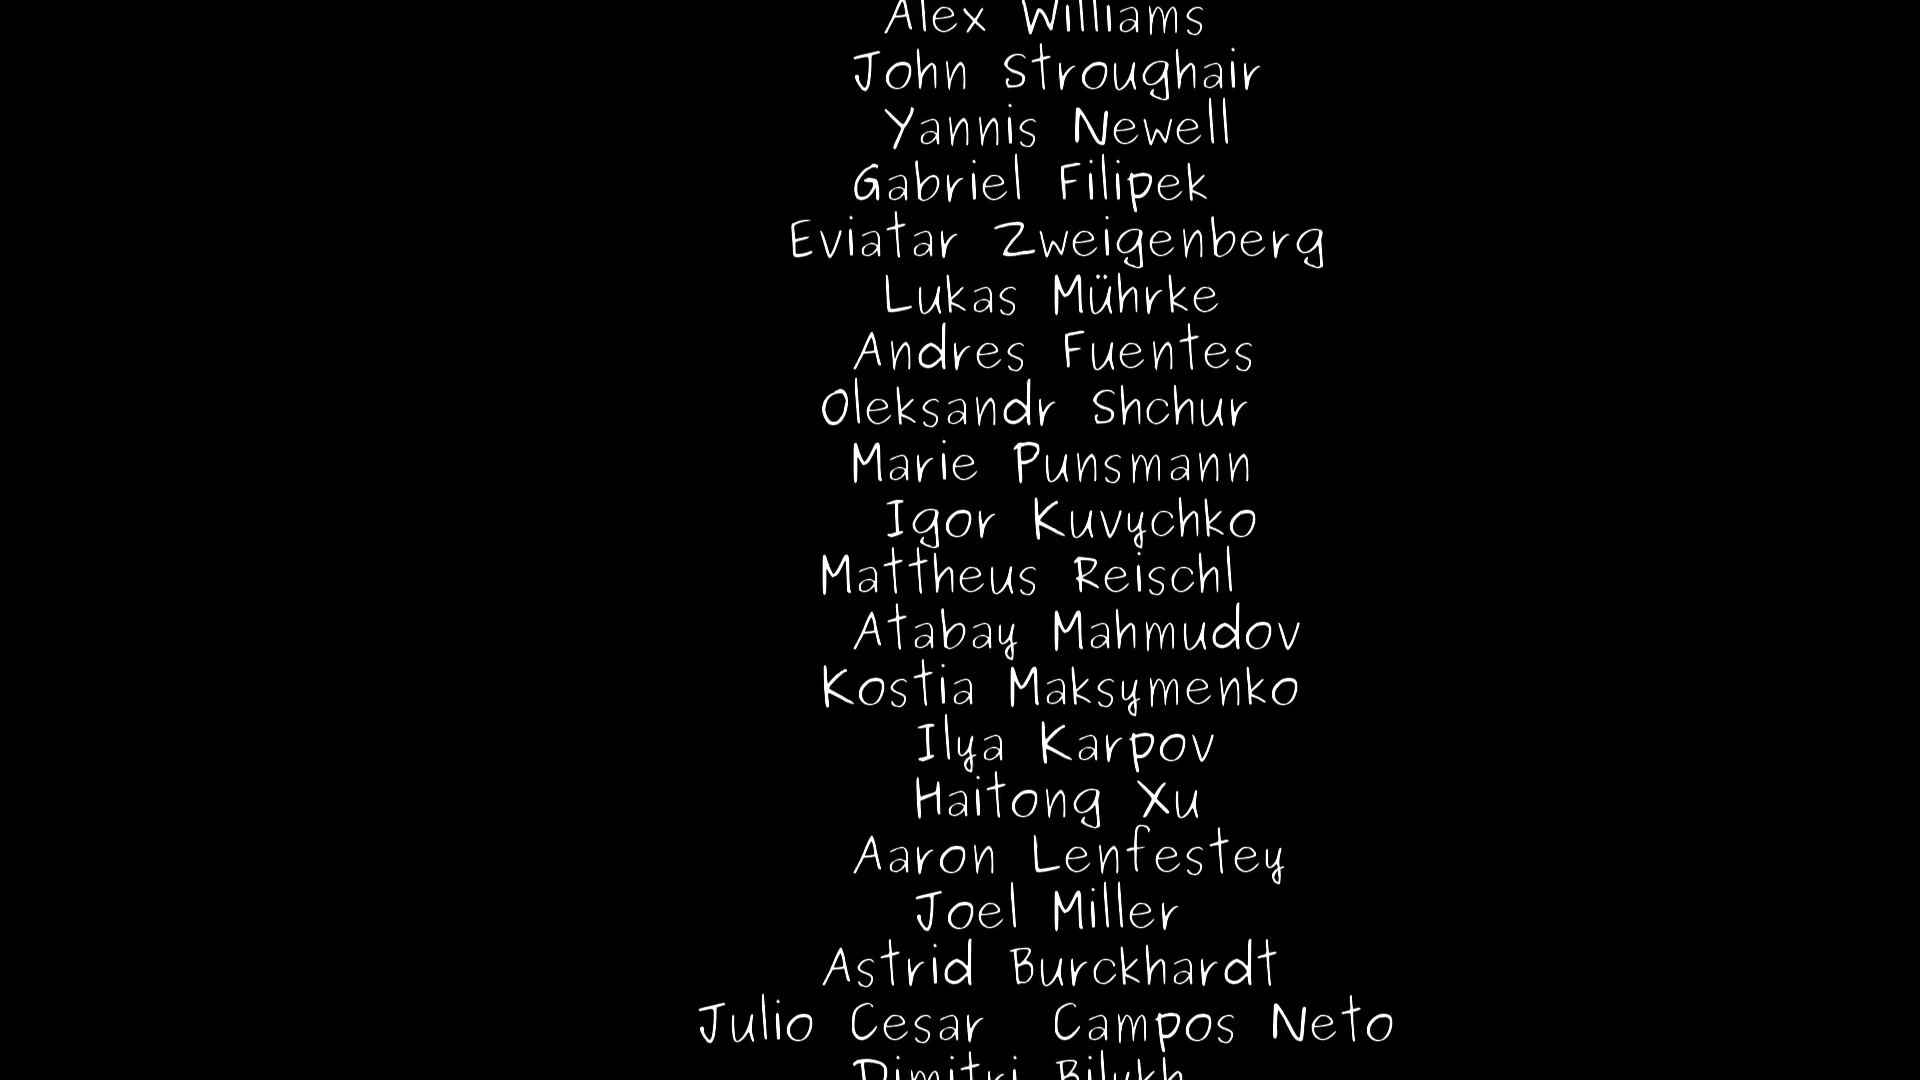 Alex Williams
John Stroughair
Yannis Newell
Gabriel Filipek
Eviatar Zweigenberg
Lukas Mührke
Andres Fuentes
Oleksandr Shchur
Marie Punsmann
Igor Kuvychko
Mattheus Reischl
Atabay Mahmudov
Kostia Maksymenko
Ilya Karpov
Haitong Xu
Aaron Lenfestey
Joel Miller
Astrid Burckhardt
Julio Cesar Campos Neto
Dimitri Bilukh